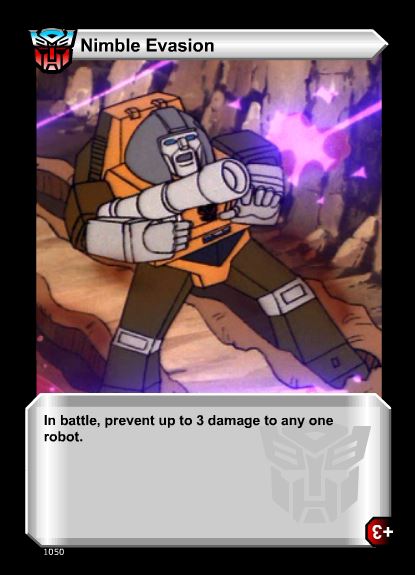 Nimble Evasion
In battle, prevent up to 3 damage to any one
robot.
+3
1050